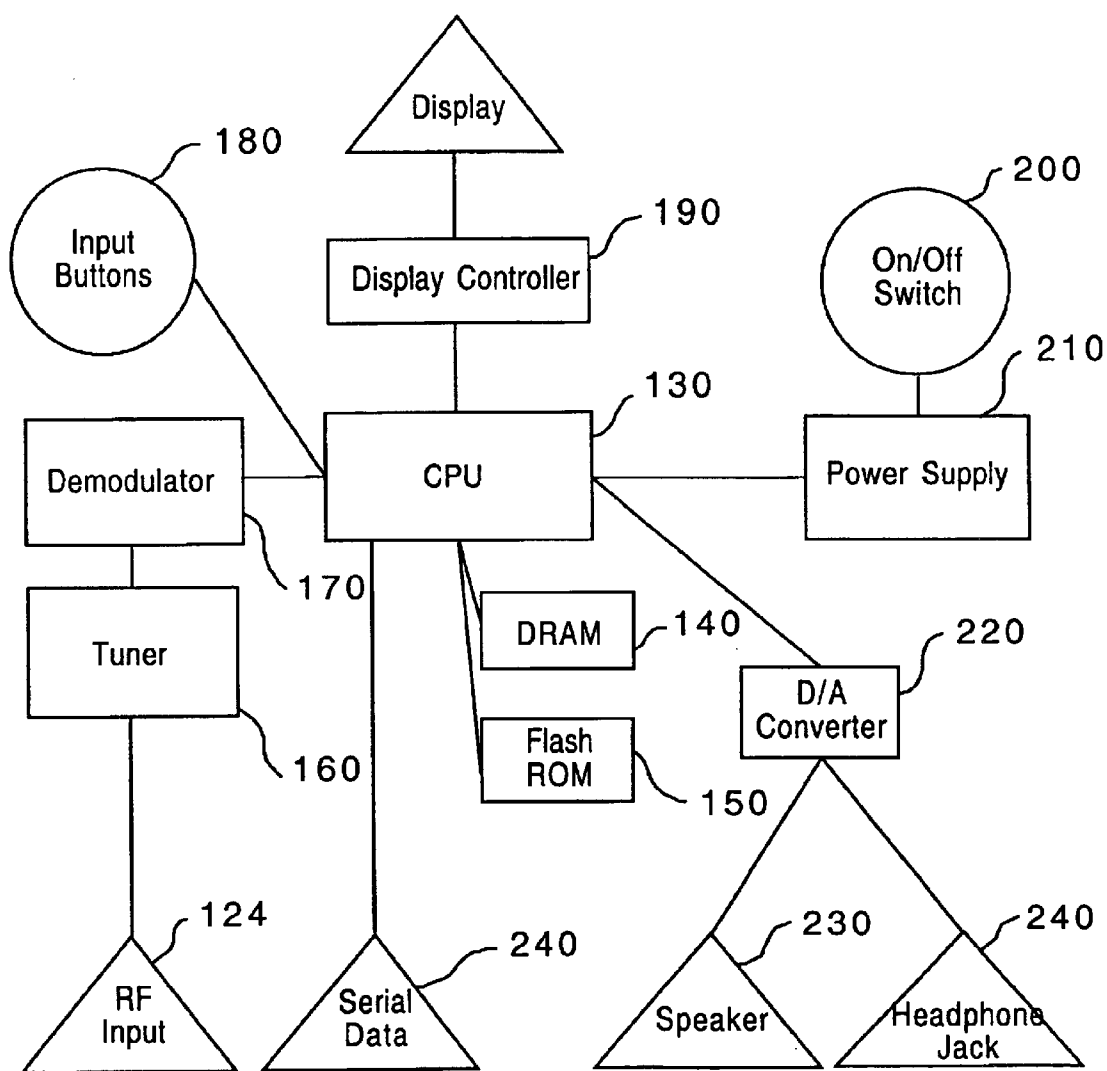 Display
180
200
190
Input
Buttons
On/Off
Switch
Display Controller
210
130
Demodulator
CPU
Power Supply
170
DRAM
140
220
Tuner
D/A
Converter
Flash
ROM
160
150
124
240
230
240
RF
Input
Serial
Data
Speaker
Headphone
Jack